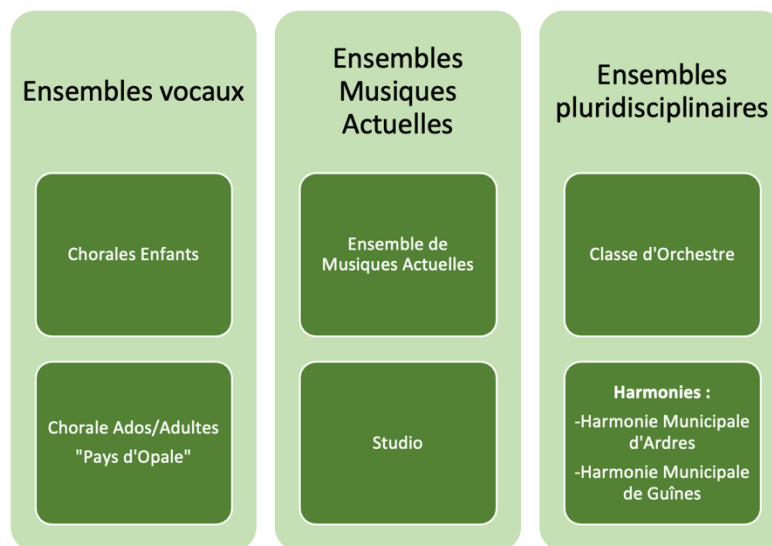 Ensembles vocaux
Chorales Enfants
Chorale Ados/Adultes
"Pays d'Opale"
Ensembles
Musiques
Actuelles
Ensemble de
Musiques Actuelles
Studio
Ensembles
pluridisciplinaires
Classe d'Orchestre
Harmonies :
-Harmonie Municipale
d'Ardres
-Harmonie Municipale
de Guînes